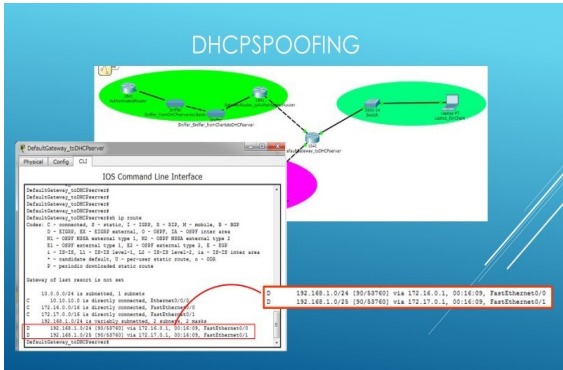 DHCPSPOOFING
1841
AuthenticatedRouter
Sniffer
1841
Sniffer
Sniffer_Sniffer_fromClientstoDHCPserver
Switch
Laptop-PT
1841
DefaultGateway_toDHCPserver
DefaultGateway_toDHCPserver
Physical Config CLI
IOS Command Line Interface
DefaultGateway_toDHCPserver#
DefaultGateway_toDHCPserver#
DefaultGateway_toDHCPserver#
DefaultGateway_toDHCPserver#sh ip route
Codes: C - connected, S - static, I - IGRP, R - RIP, M - mobile, B - BGP
D - EIGRP, EX - EIGRP external, O - OSPF, IA - OSPF inter area
N1 - OSPF NSSA external type 1, N2 - OSPF NSSA external type 2
E1 - OSPF external type 1, E2 - OSPF external type 2, E - EGP
i - IS-IS, L1 - IS-IS level-1, L2 - IS-IS level-2, ia - IS-IS inter area
* - candidate default, U - per-user static route, o - ODR
P - periodic downloaded static route
Gateway of last resort is not set
10.0.0.0/24 is subnetted, 1 subnets
C 10.10.10.0 is directly connected, Ethernet0/0/0
C 172.16.0.0/16 is directly connected, FastEthernet0/0
C 172.17.0.0/16 is directly connected, FastEthernet0/1
192.168.1.0/24 is variably subnetted, 2 subnets, 2 masks
D 192.168.1.0/24 [90/53760] via 172.16.0.1, 00:16:09, FastEthernet0/0
D 192.168.1.0/25 [90/53760] via 172.17.0.1, 00:16:09, FastEthernet0/1
DefaultGateway_toDHCPserver#
D 192.168.1.0/24 [90/53760] via 172.16.0.1, 00:16:09, FastEthernet0/0
D 192.168.1.0/25 [90/53760] via 172.17.0.1, 00:16:09, FastEthernet0/1